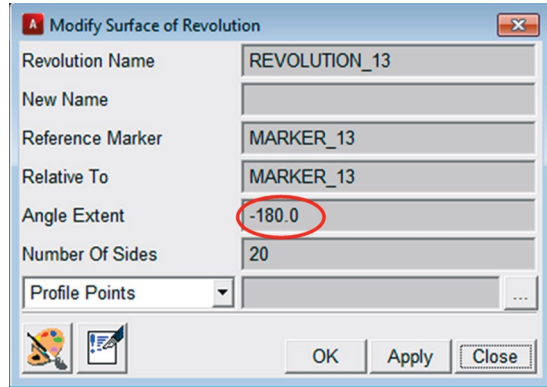 A Modify Surface of Revolution
Revolution Name REVOLUTION_13
New Name
Reference Marker MARKER_13
Relative To MARKER_13
Angle Extent -180.0
Number Of Sides 20
Profile Points ...
OK Apply Close